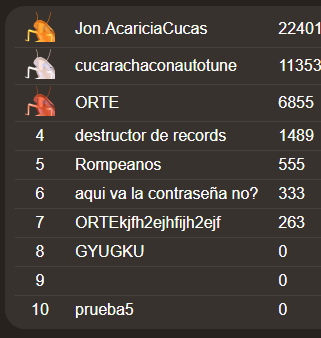 Jon.AcariciaCucas 22401
cucarachaconautotune 11353
ORTE 6855
4 destructor de records 1489
5 Rompeanos 555
6 aqui va la contraseña no? 333
7 ORTEkjfh2ejhfijh2ejf 263
8 GYUGKU 0
9 0
10 prueba5 0